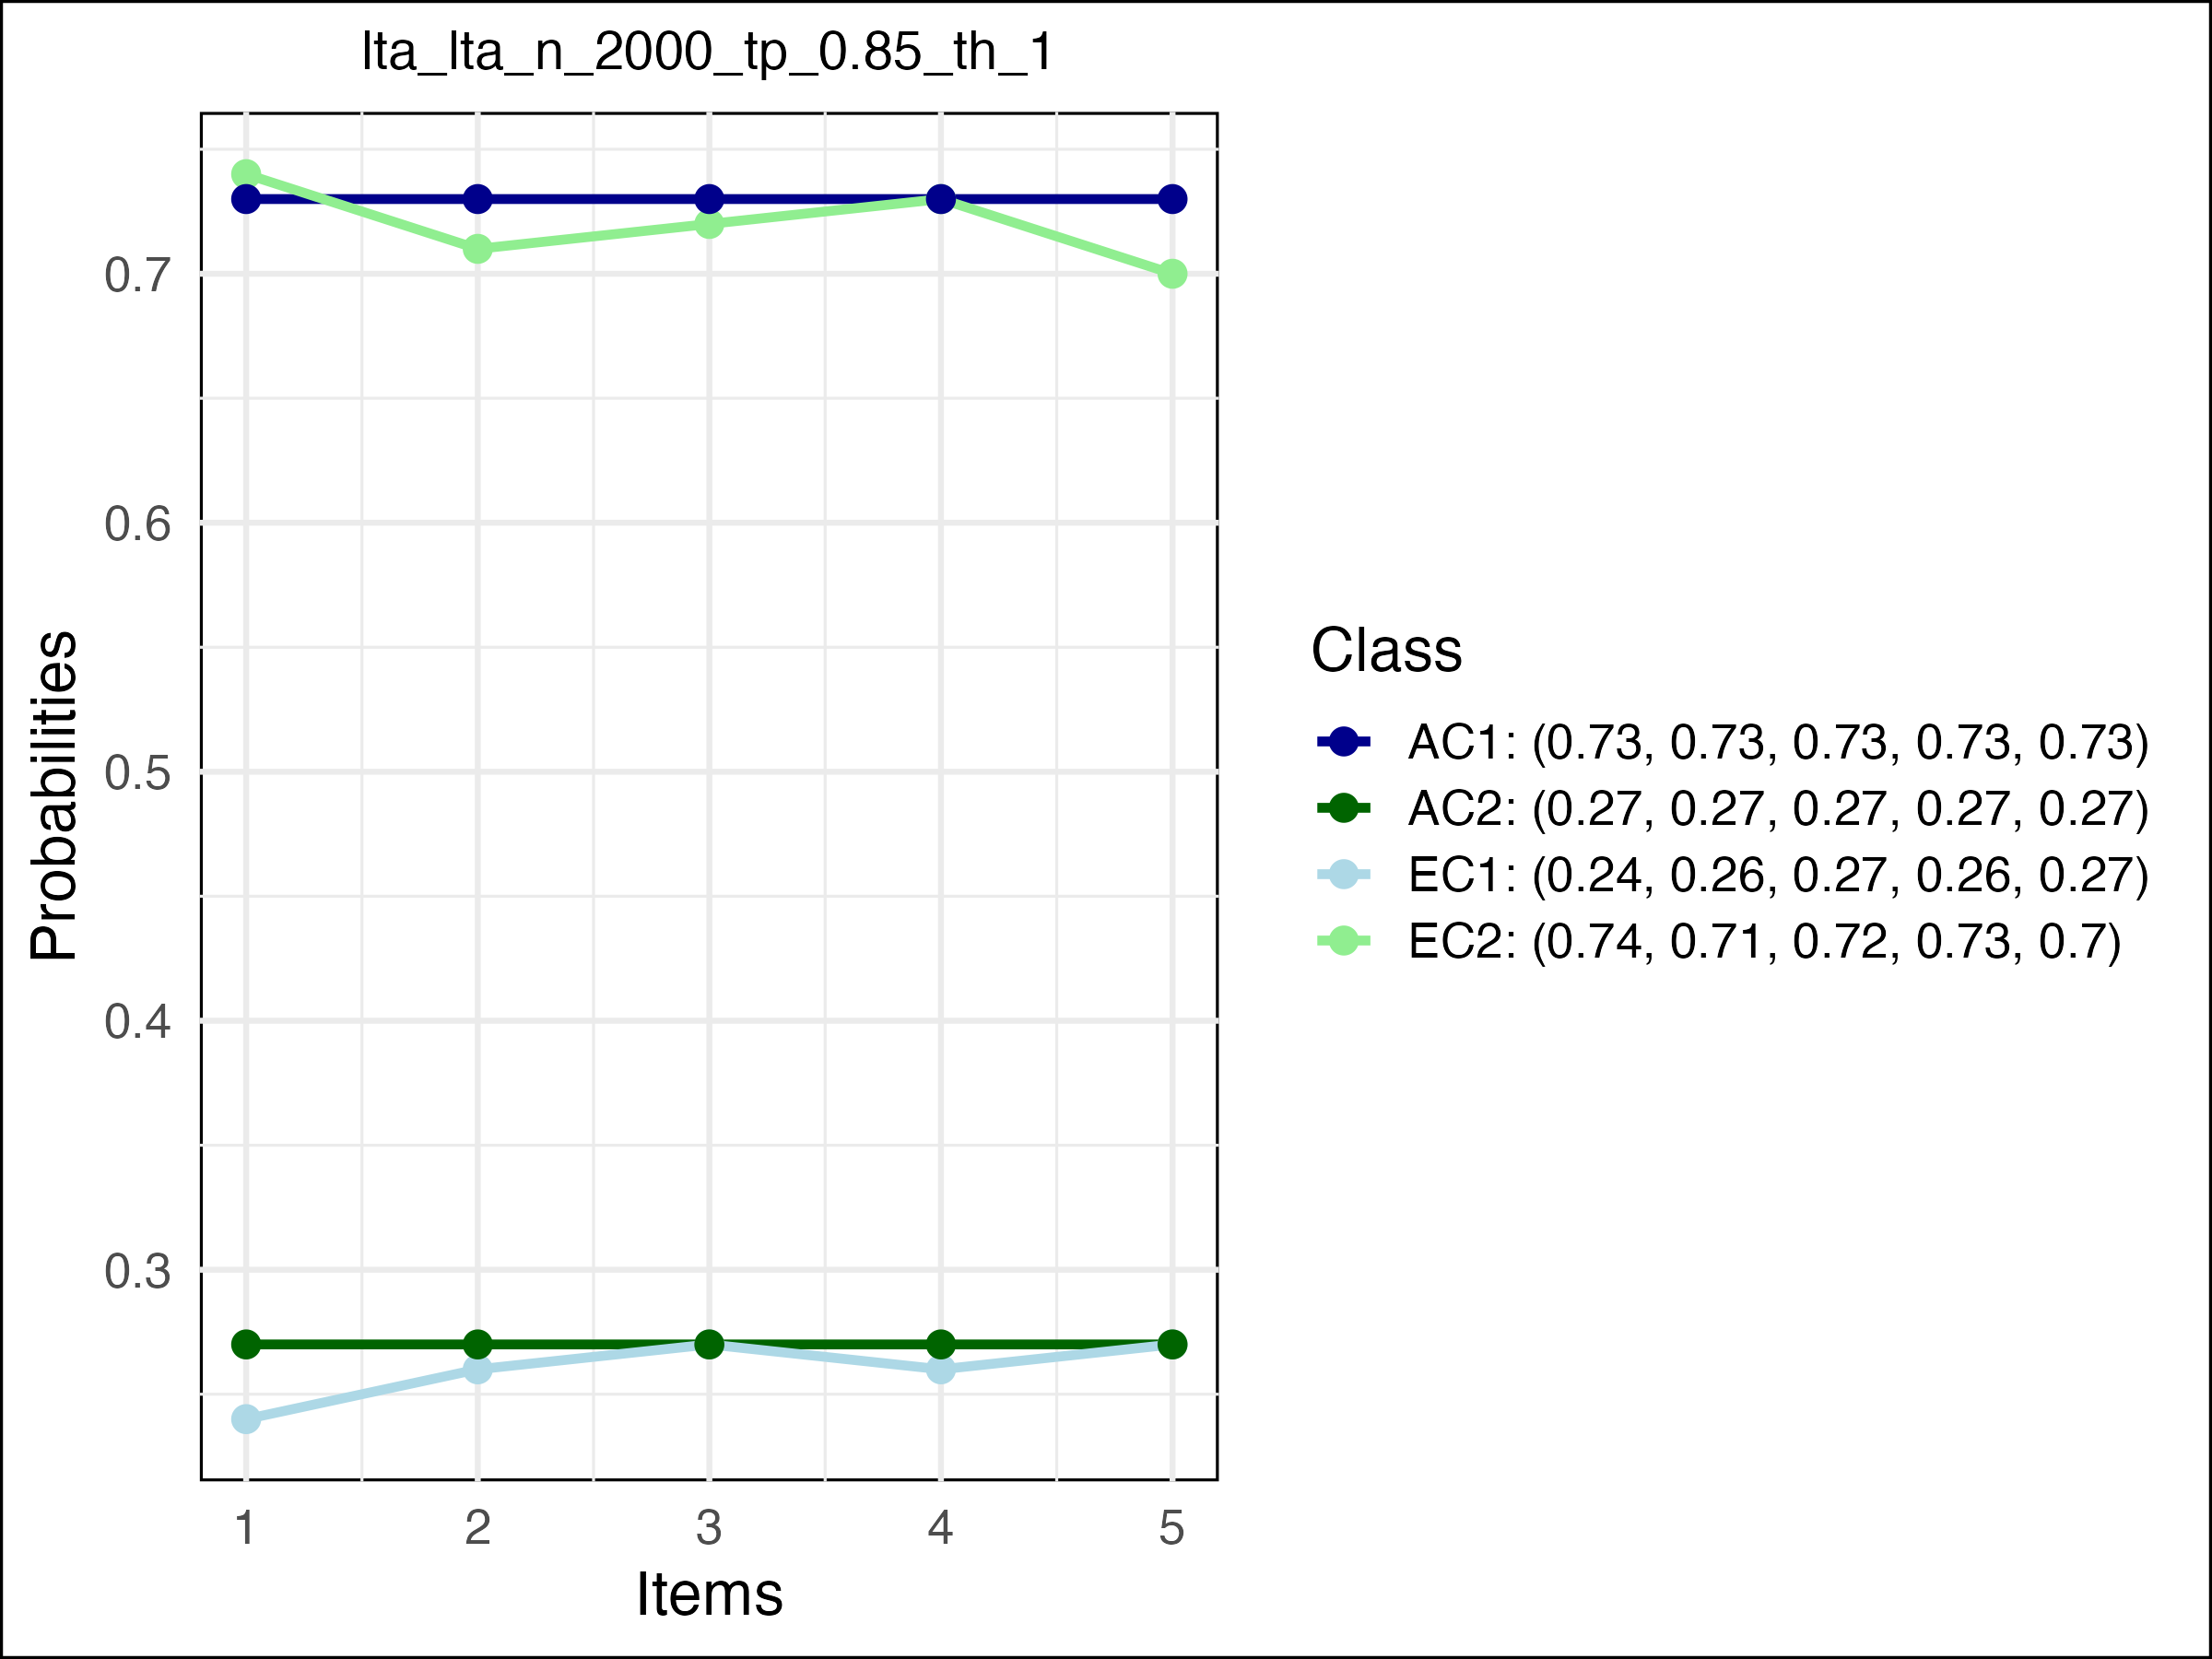 lta_lta_n_2000_tp_0.85_th_1
Probabilities
0.7
0.6
0.5
0.4
0.3
1 2 3 4 5
Items
Class
AC1: (0.73, 0.73, 0.73, 0.73, 0.73)
AC2: (0.27, 0.27, 0.27, 0.27, 0.27)
EC1: (0.24, 0.26, 0.27, 0.26, 0.27)
EC2: (0.74, 0.71, 0.72, 0.73, 0.7)